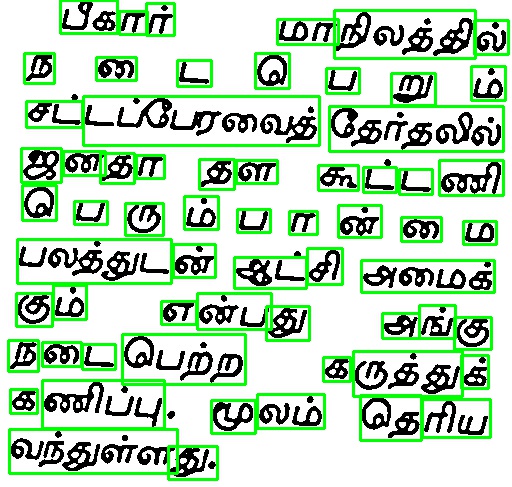 பீகார் மாநிலத்தில்
நடைபெறும்
சட்டப்பேரவைத் தேர்தலில்
ஜனதா தள கூட்டணி
பெரும்பான்மை
பலத்துடன் ஆட்சி அமைக்
கும் என்பது அங்கு
நடைபெற்ற கருத்துக்
கணிப்பு. மூலம் தெரிய
வந்துள்ளது.